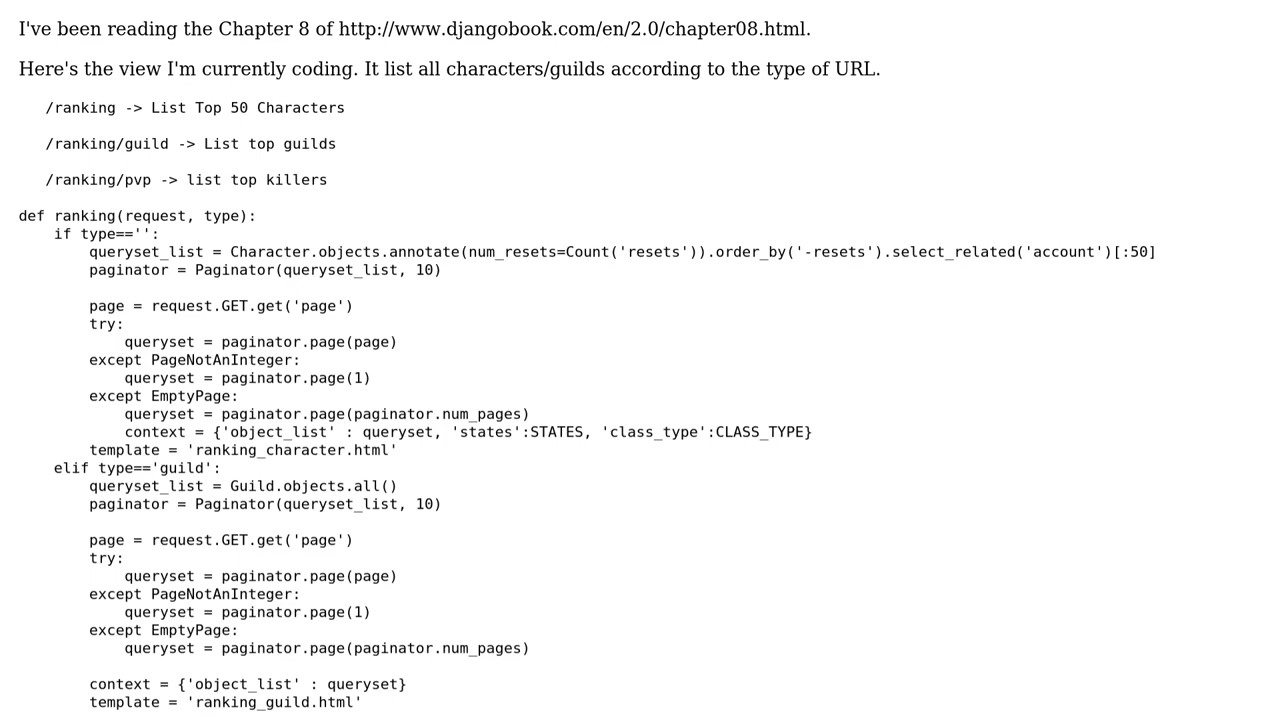 I've been reading the Chapter 8 of http://www.djangobook.com/en/2.0/chapter08.html.
Here's the view I'm currently coding. It list all characters/guilds according to the type of URL.
/ranking -> List Top 50 Characters
/ranking/guild -> List top guilds
/ranking/pvp -> list top killers
def ranking(request, type):
    if type=='':
        queryset_list = Character.objects.annotate(num_resets=Count('resets')).order_by('-resets').select_related('account')[:50]
        paginator = Paginator(queryset_list, 10)

        page = request.GET.get('page')
        try:
            queryset = paginator.page(page)
        except PageNotAnInteger:
            queryset = paginator.page(1)
        except EmptyPage:
            queryset = paginator.page(paginator.num_pages)
            context = {'object_list' : queryset, 'states':STATES, 'class_type':CLASS_TYPE}
        template = 'ranking_character.html'
    elif type=='guild':
        queryset_list = Guild.objects.all()
        paginator = Paginator(queryset_list, 10)

        page = request.GET.get('page')
        try:
            queryset = paginator.page(page)
        except PageNotAnInteger:
            queryset = paginator.page(1)
        except EmptyPage:
            queryset = paginator.page(paginator.num_pages)

        context = {'object_list' : queryset}
        template = 'ranking_guild.html'